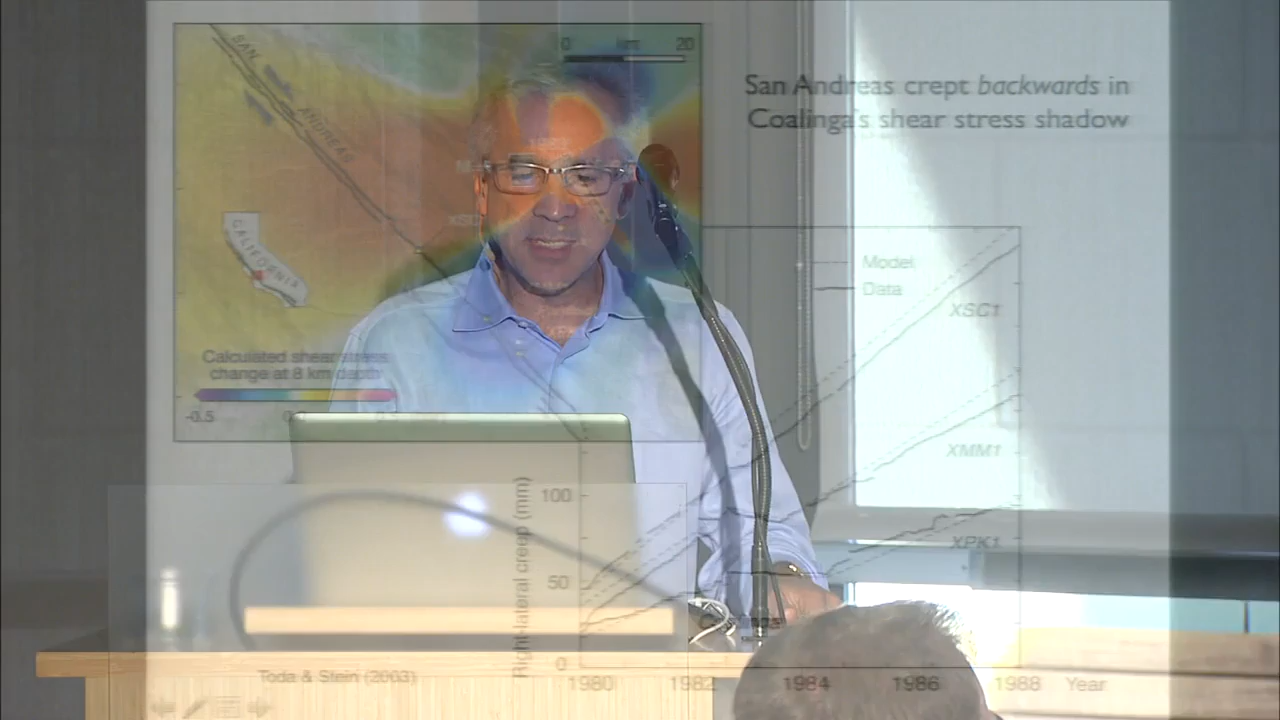 0 km 20
San Andreas crept backwards in
Coalinga's shear stress shadow
SAN
ANDREAS
CALIFORNIA
Calculated shear stress
change at 8 km depth
-0.5
Model
Data
XSC1
XMM1
XPK1
Right-lateral creep (mm)
100
50
0
1980 1982 1984 1986 1988 Year
Toda & Stein (2003)